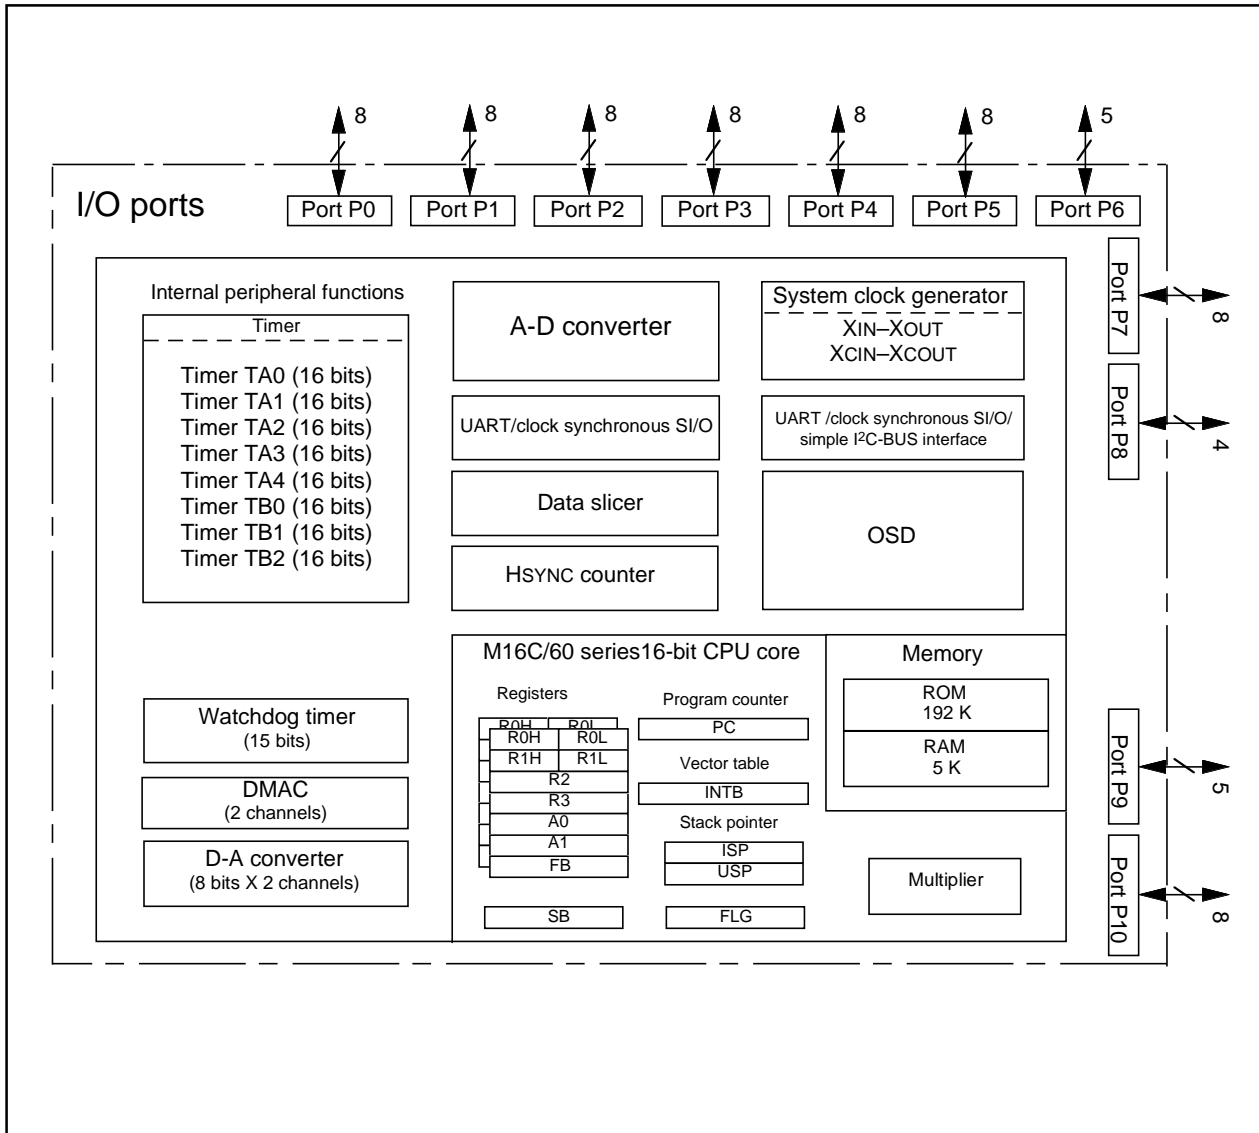 8 8 8 8 8 8 5
I/O ports
Port P0 Port P1 Port P2 Port P3 Port P4 Port P5 Port P6
Port P7
8
Port P8
4
Port P9
5
Port P10
8
Internal peripheral functions
Timer
Timer TA0 (16 bits)
Timer TA1 (16 bits)
Timer TA2 (16 bits)
Timer TA3 (16 bits)
Timer TA4 (16 bits)
Timer TB0 (16 bits)
Timer TB1 (16 bits)
Timer TB2 (16 bits)
Watchdog timer
(15 bits)
DMAC
(2 channels)
D-A converter
(8 bits X 2 channels)
A-D converter
UART/clock synchronous SI/O
Data slicer
HSYNC counter
System clock generator
XIN–XOUT
XCIN–XCOUT
UART /clock synchronous SI/O/
simple I²C-BUS interface
OSD
M16C/60 series16-bit CPU core
Registers
R0H R0L
R0H R0L
R1H R1L
R2
R3
A0
A1
FB
SB
Program counter
PC
Vector table
INTB
Stack pointer
ISP
USP
FLG
Memory
ROM
192 K
RAM
5 K
Multiplier